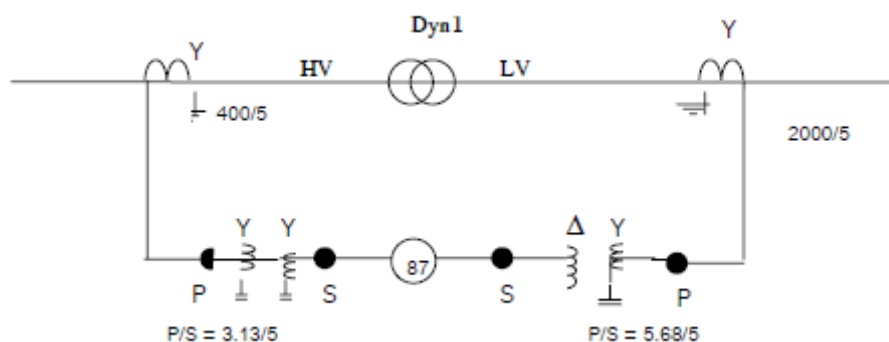 Dyn1
Y
Y
HV
LV
400/5
2000/5
Y Y
Δ Y
87
P
S
S
P
P/S = 3.13/5
P/S = 5.68/5